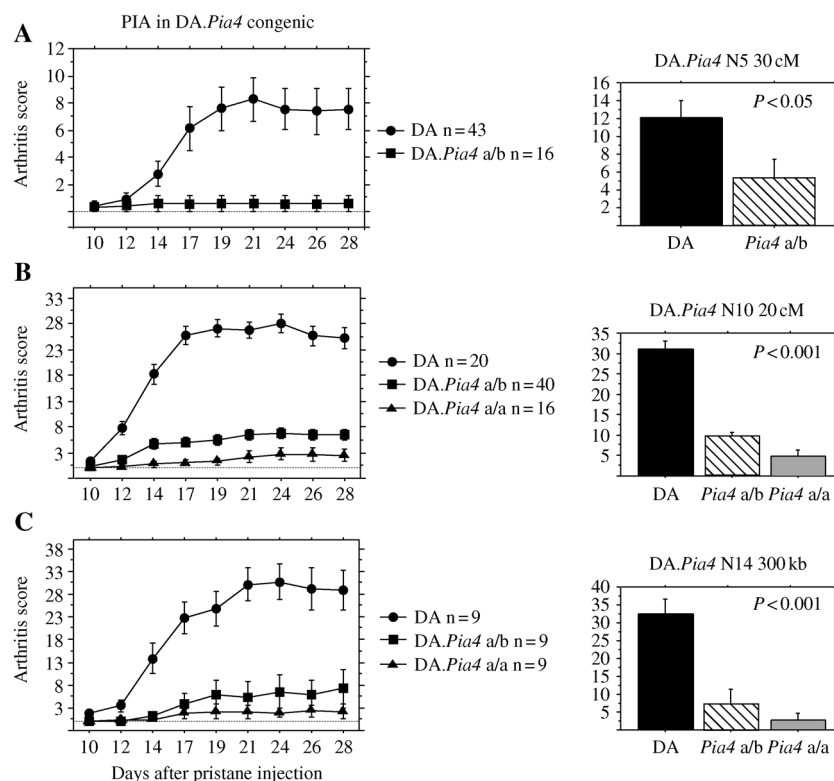 PIA in DA.Pia4 congenic
A
12
10
8
6
4
2
Arthritis score
10 12 14 17 19 21 24 26 28
DA n=43
DA.Pia4 a/b n=16
DA.Pia4 N5 30 cM
16
14
12
10
8
6
4
2
P<0.05
DA Pia4 a/b
B
33
28
23
18
13
8
3
Arthritis score
10 12 14 17 19 21 24 26 28
DA n=20
DA.Pia4 a/b n=40
DA.Pia4 a/a n=16
DA.Pia4 N10 20 cM
35
30
25
20
15
10
5
P<0.001
DA Pia4 a/b Pia4 a/a
C
38
33
28
23
18
13
8
3
Arthritis score
10 12 14 17 19 21 24 26 28
Days after pristane injection
DA n=9
DA.Pia4 a/b n=9
DA.Pia4 a/a n=9
DA.Pia4 N14 300 kb
40
35
30
25
20
15
10
5
P<0.001
DA Pia4 a/b Pia4 a/a